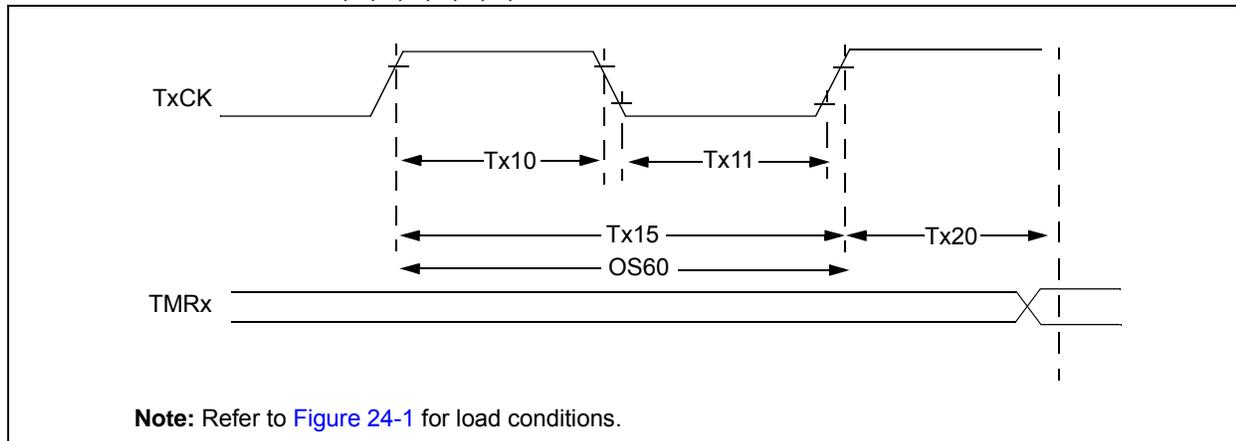 TxCK
Tx10
Tx11
Tx15
Tx20
OS60
TMRx
Note: Refer to Figure 24-1 for load conditions.